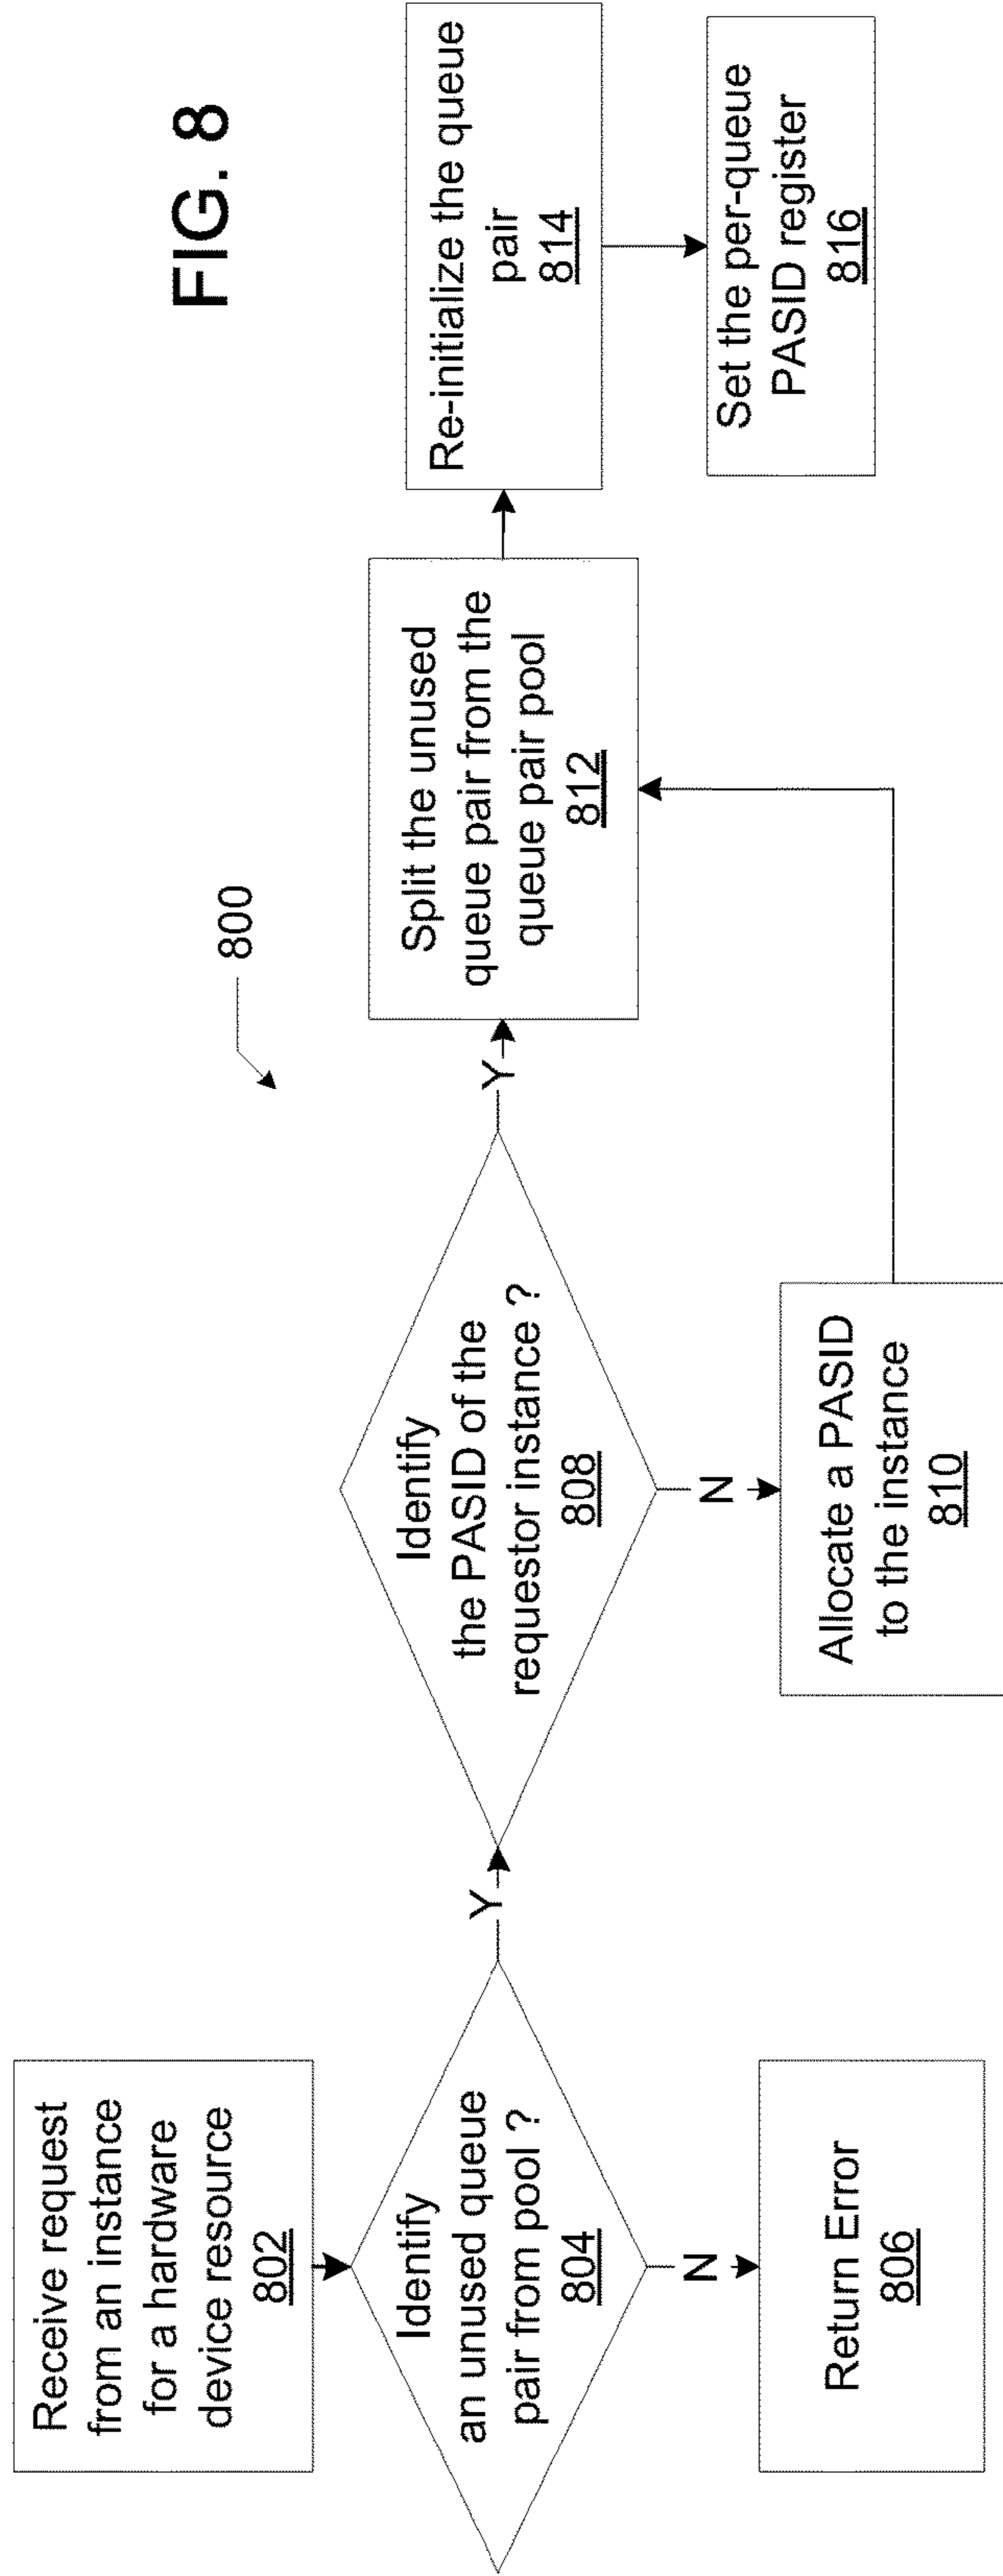 FIG. 8
800
Receive request
from an instance
for a hardware
device resource
802
Identify
an unused queue
pair from pool ?
804
N
Return Error
806
Y
Identify
the PASID of the
requestor instance ?
808
N
Allocate a PASID
to the instance
810
Y
Split the unused
queue pair from the
queue pair pool
812
Re-initialize the queue
pair
814
Set the per-queue
PASID register
816